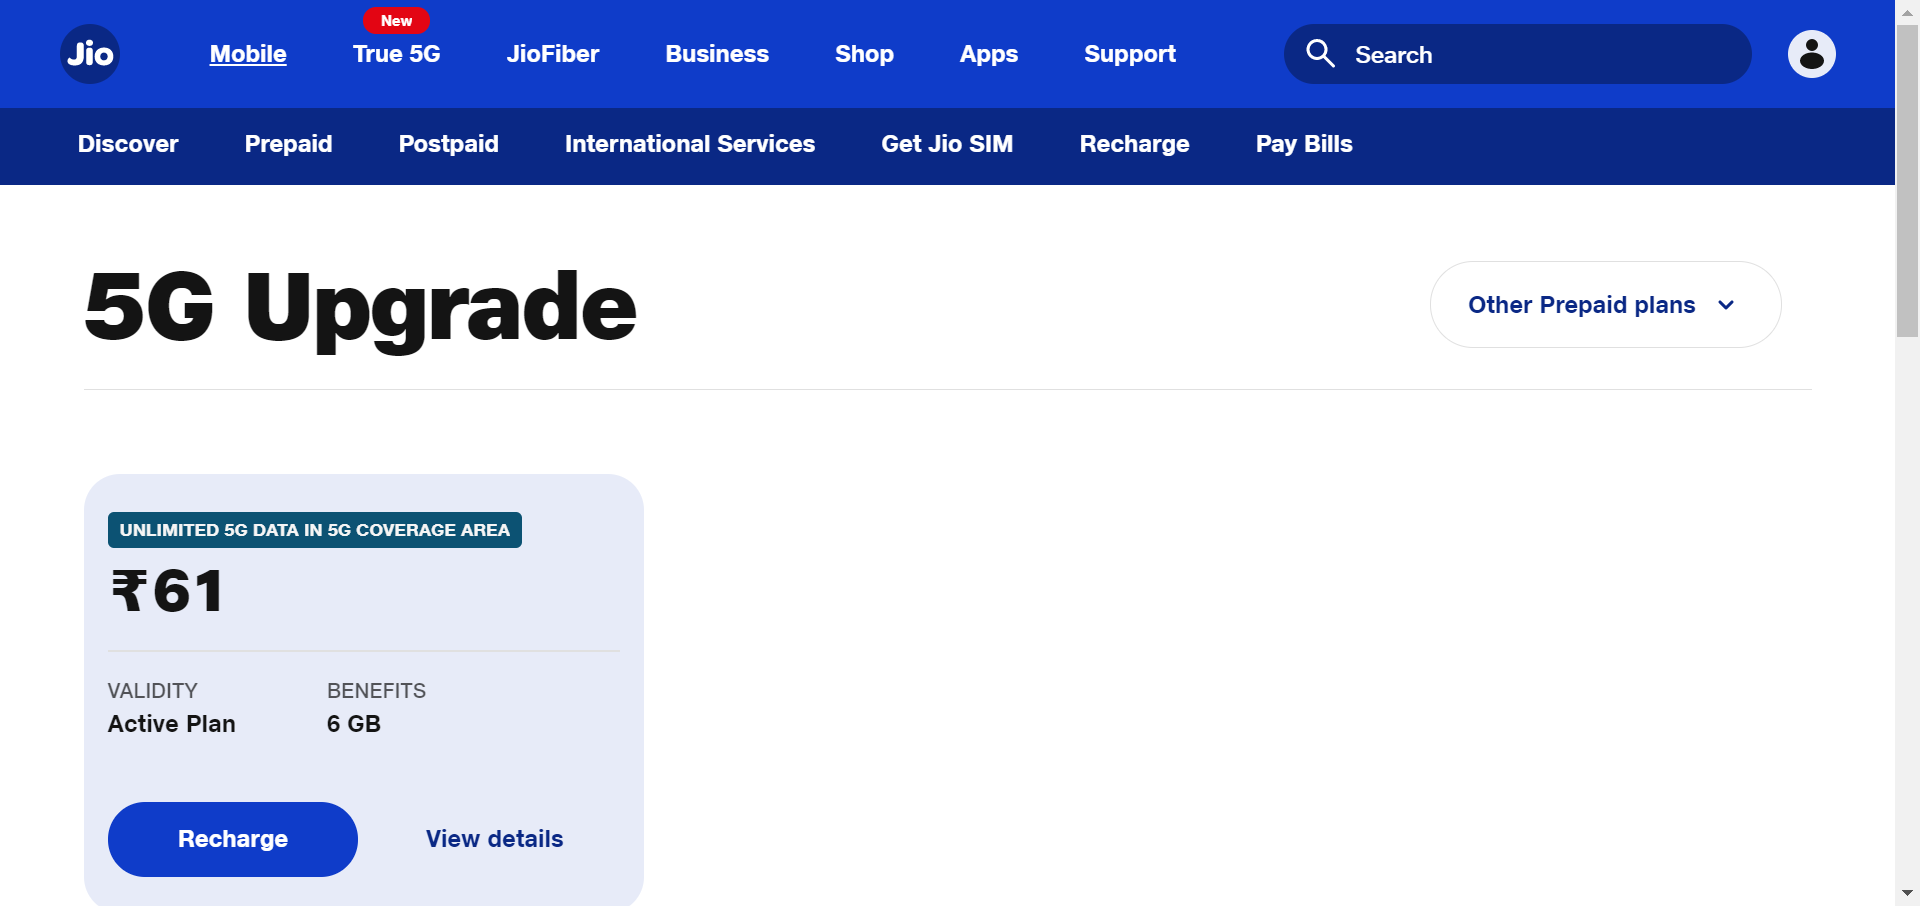 New
Jio Mobile True 5G JioFiber Business Shop Apps Support Search
Discover Prepaid Postpaid International Services Get Jio SIM Recharge Pay Bills
5G Upgrade
Other Prepaid plans
UNLIMITED 5G DATA IN 5G COVERAGE AREA
₹61
VALIDITY BENEFITS
Active Plan 6 GB
Recharge View details